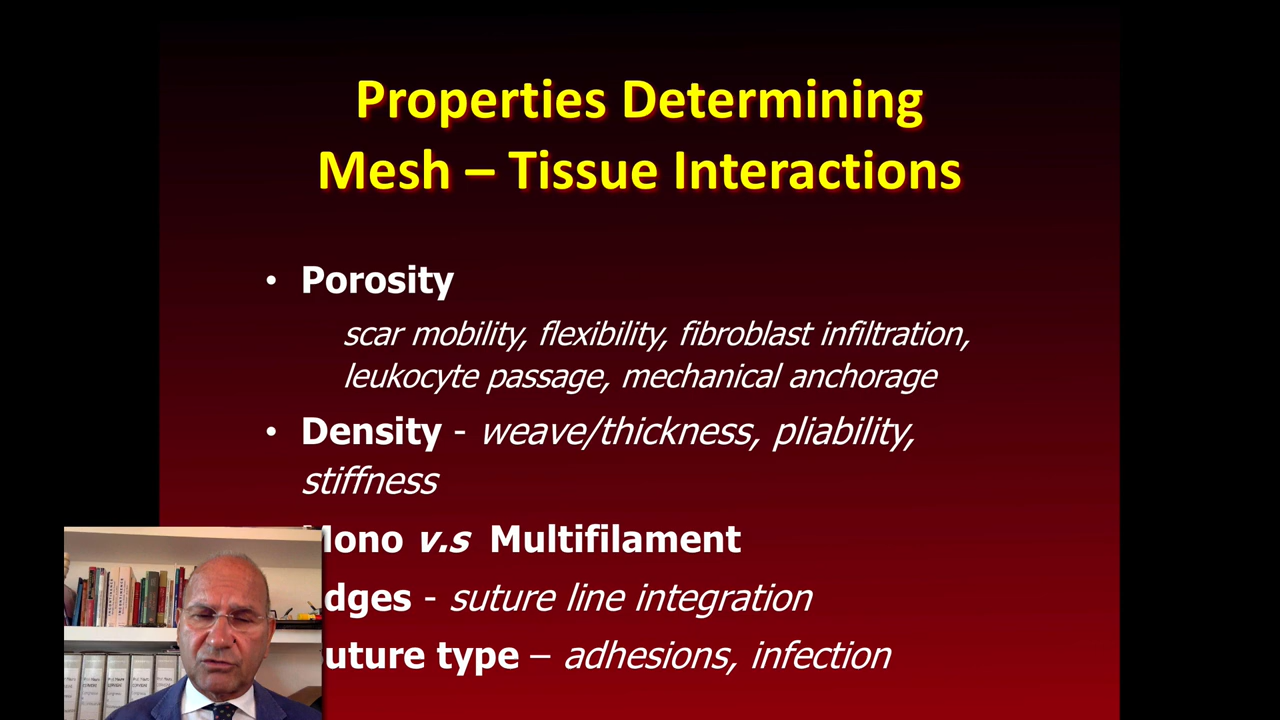 Properties Determining
Mesh – Tissue Interactions
• Porosity
scar mobility, flexibility, fibroblast infiltration,
leukocyte passage, mechanical anchorage
• Density - weave/thickness, pliability,
stiffness
Mono v.s Multifilament
dges - suture line integration
uture type – adhesions, infection